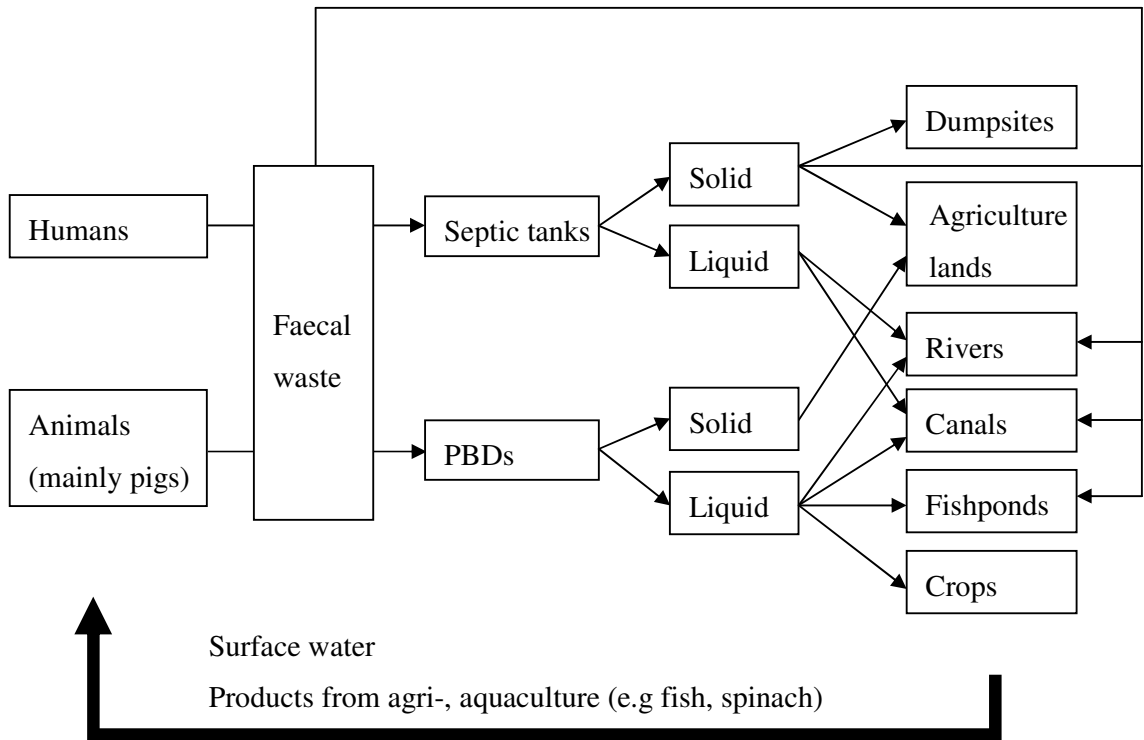 Humans
Animals
(mainly pigs)
Faecal
waste
Septic tanks
PBDs
Solid
Liquid
Solid
Liquid
Dumpsites
Agriculture
lands
Rivers
Canals
Fishponds
Crops
Surface water
Products from agri-, aquaculture (e.g fish, spinach)